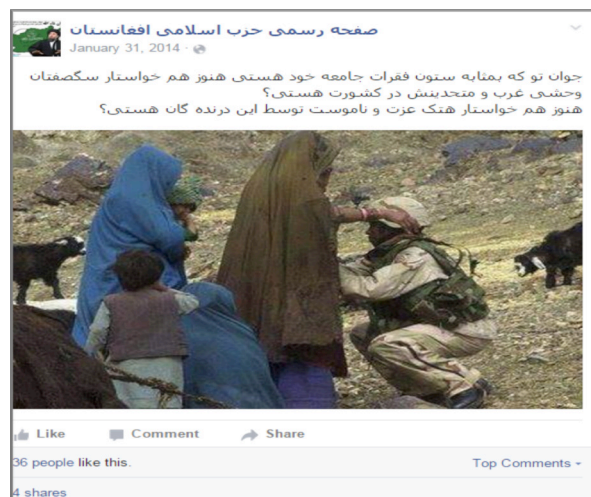 صفحه رسمی حزب اسلامی افغانستان
January 31, 2014 ·
جوان تو که بمثابه ستون فقرات جامعه خود هستی هنوز هم خواستار سگصفتان
وحشی غرب و متحدینش در کشورت هستی؟
هنوز هم خواستار هتک عزت و ناموست توسط این درنده گان هستی؟
Like Comment Share
36 people like this.
Top Comments
4 shares